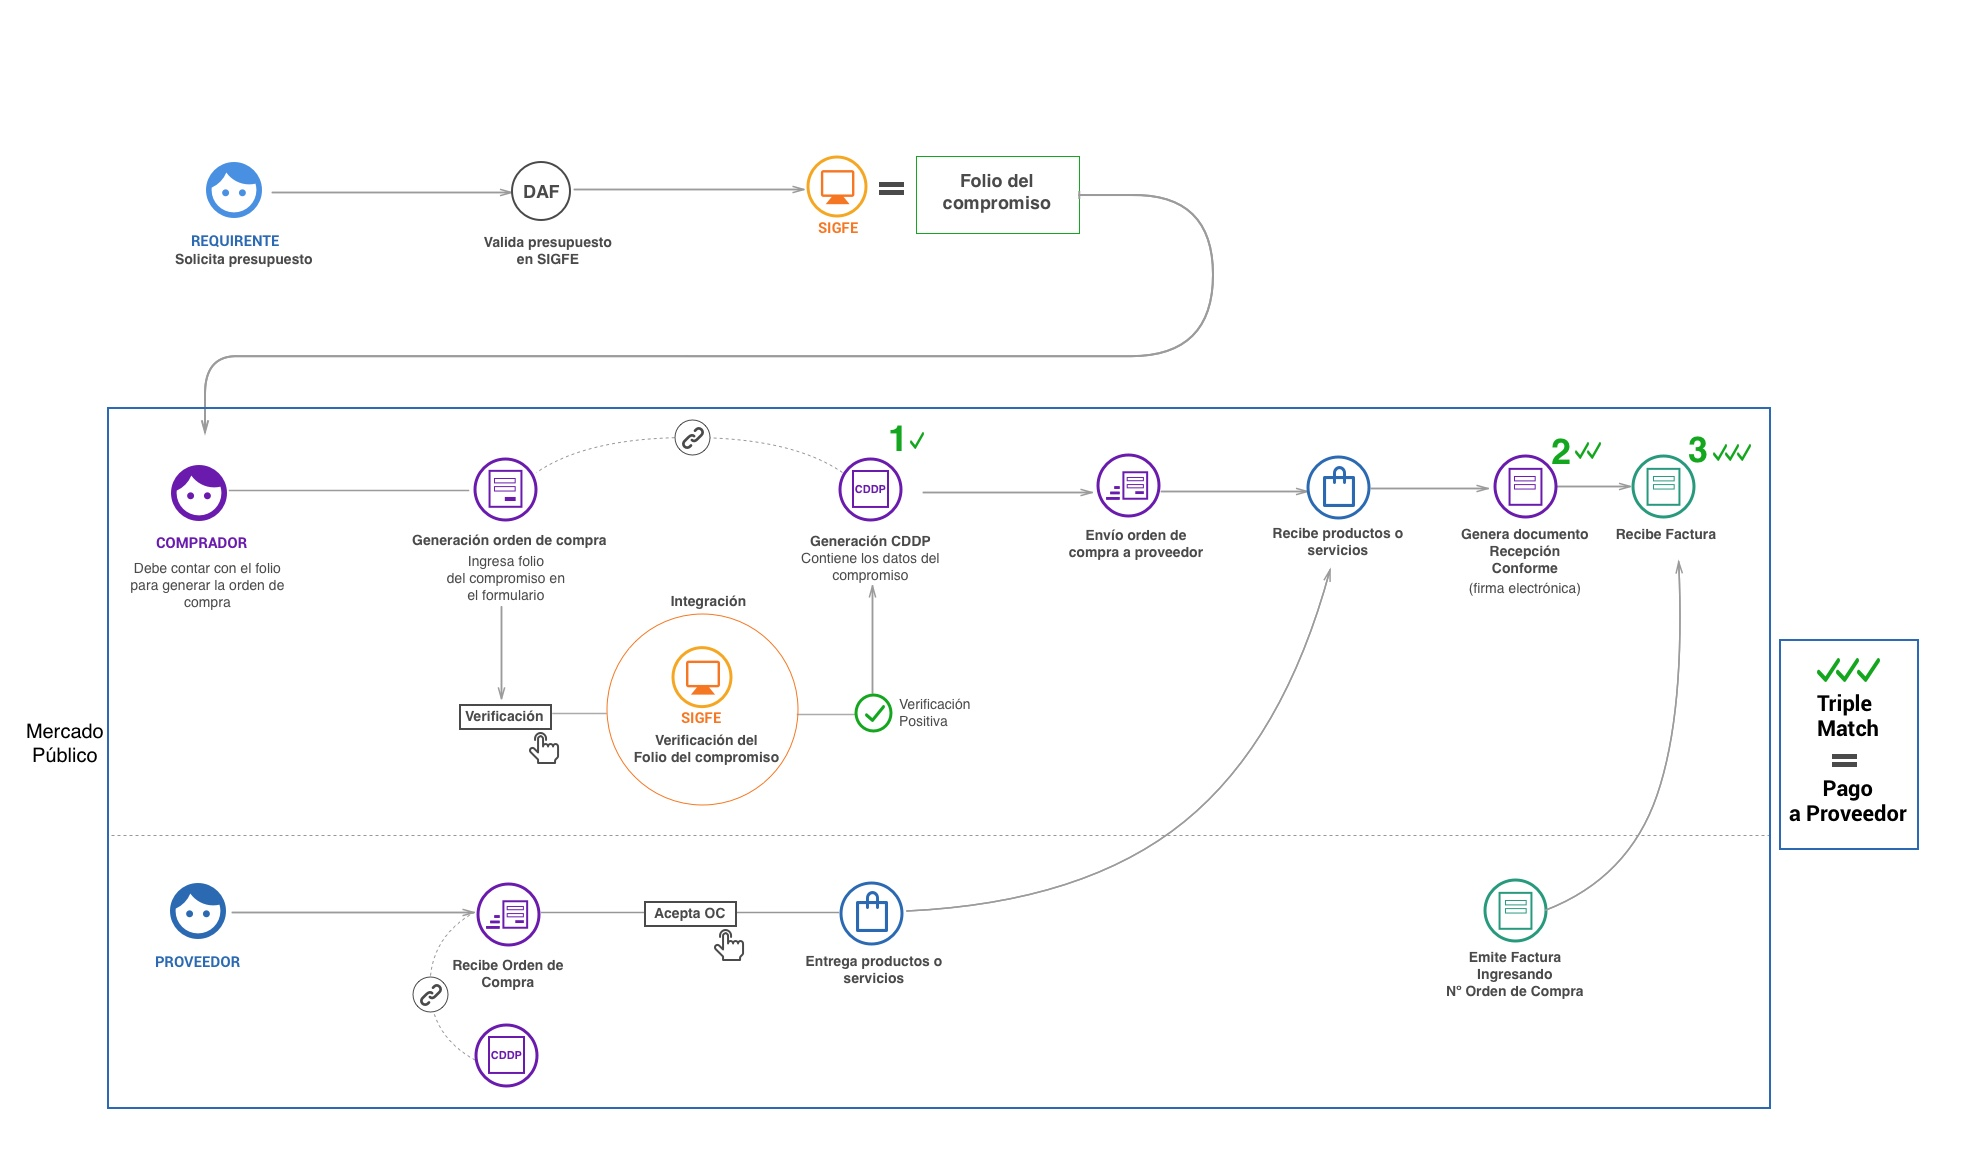 REQUIRENTE
Solicita presupuesto
DAF
Valida presupuesto
en SIGFE
SIGFE
Folio del
compromiso
Mercado
Público
COMPRADOR
Debe contar con el folio
para generar la orden de
compra
Generación orden de compra
Ingresa folio
del compromiso en
el formulario
Verificación
Integración
SIGFE
Verificación del
Folio del compromiso
Verificación
Positiva
1
CDDP
Generación CDDP
Contiene los datos del
compromiso
Envío orden de
compra a proveedor
Recibe productos o
servicios
2
Genera documento
Recepción
Conforme
(firma electrónica)
3
Recibe Factura
Triple
Match
=
Pago
a Proveedor
PROVEEDOR
Recibe Orden de
Compra
CDDP
Acepta OC
Entrega productos o
servicios
Emite Factura
Ingresando
Nº Orden de Compra